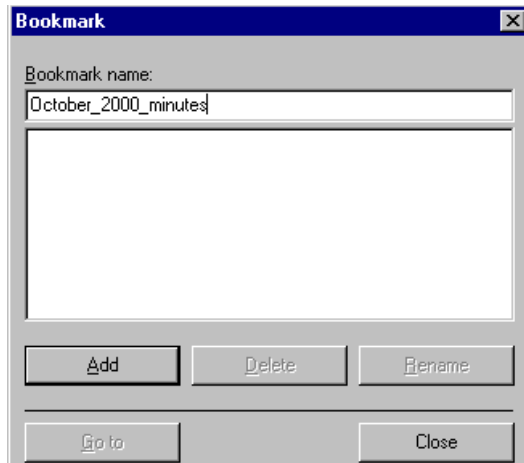 Bookmark
Bookmark name:
October_2000_minutes
Add Delete Rename
Go to Close